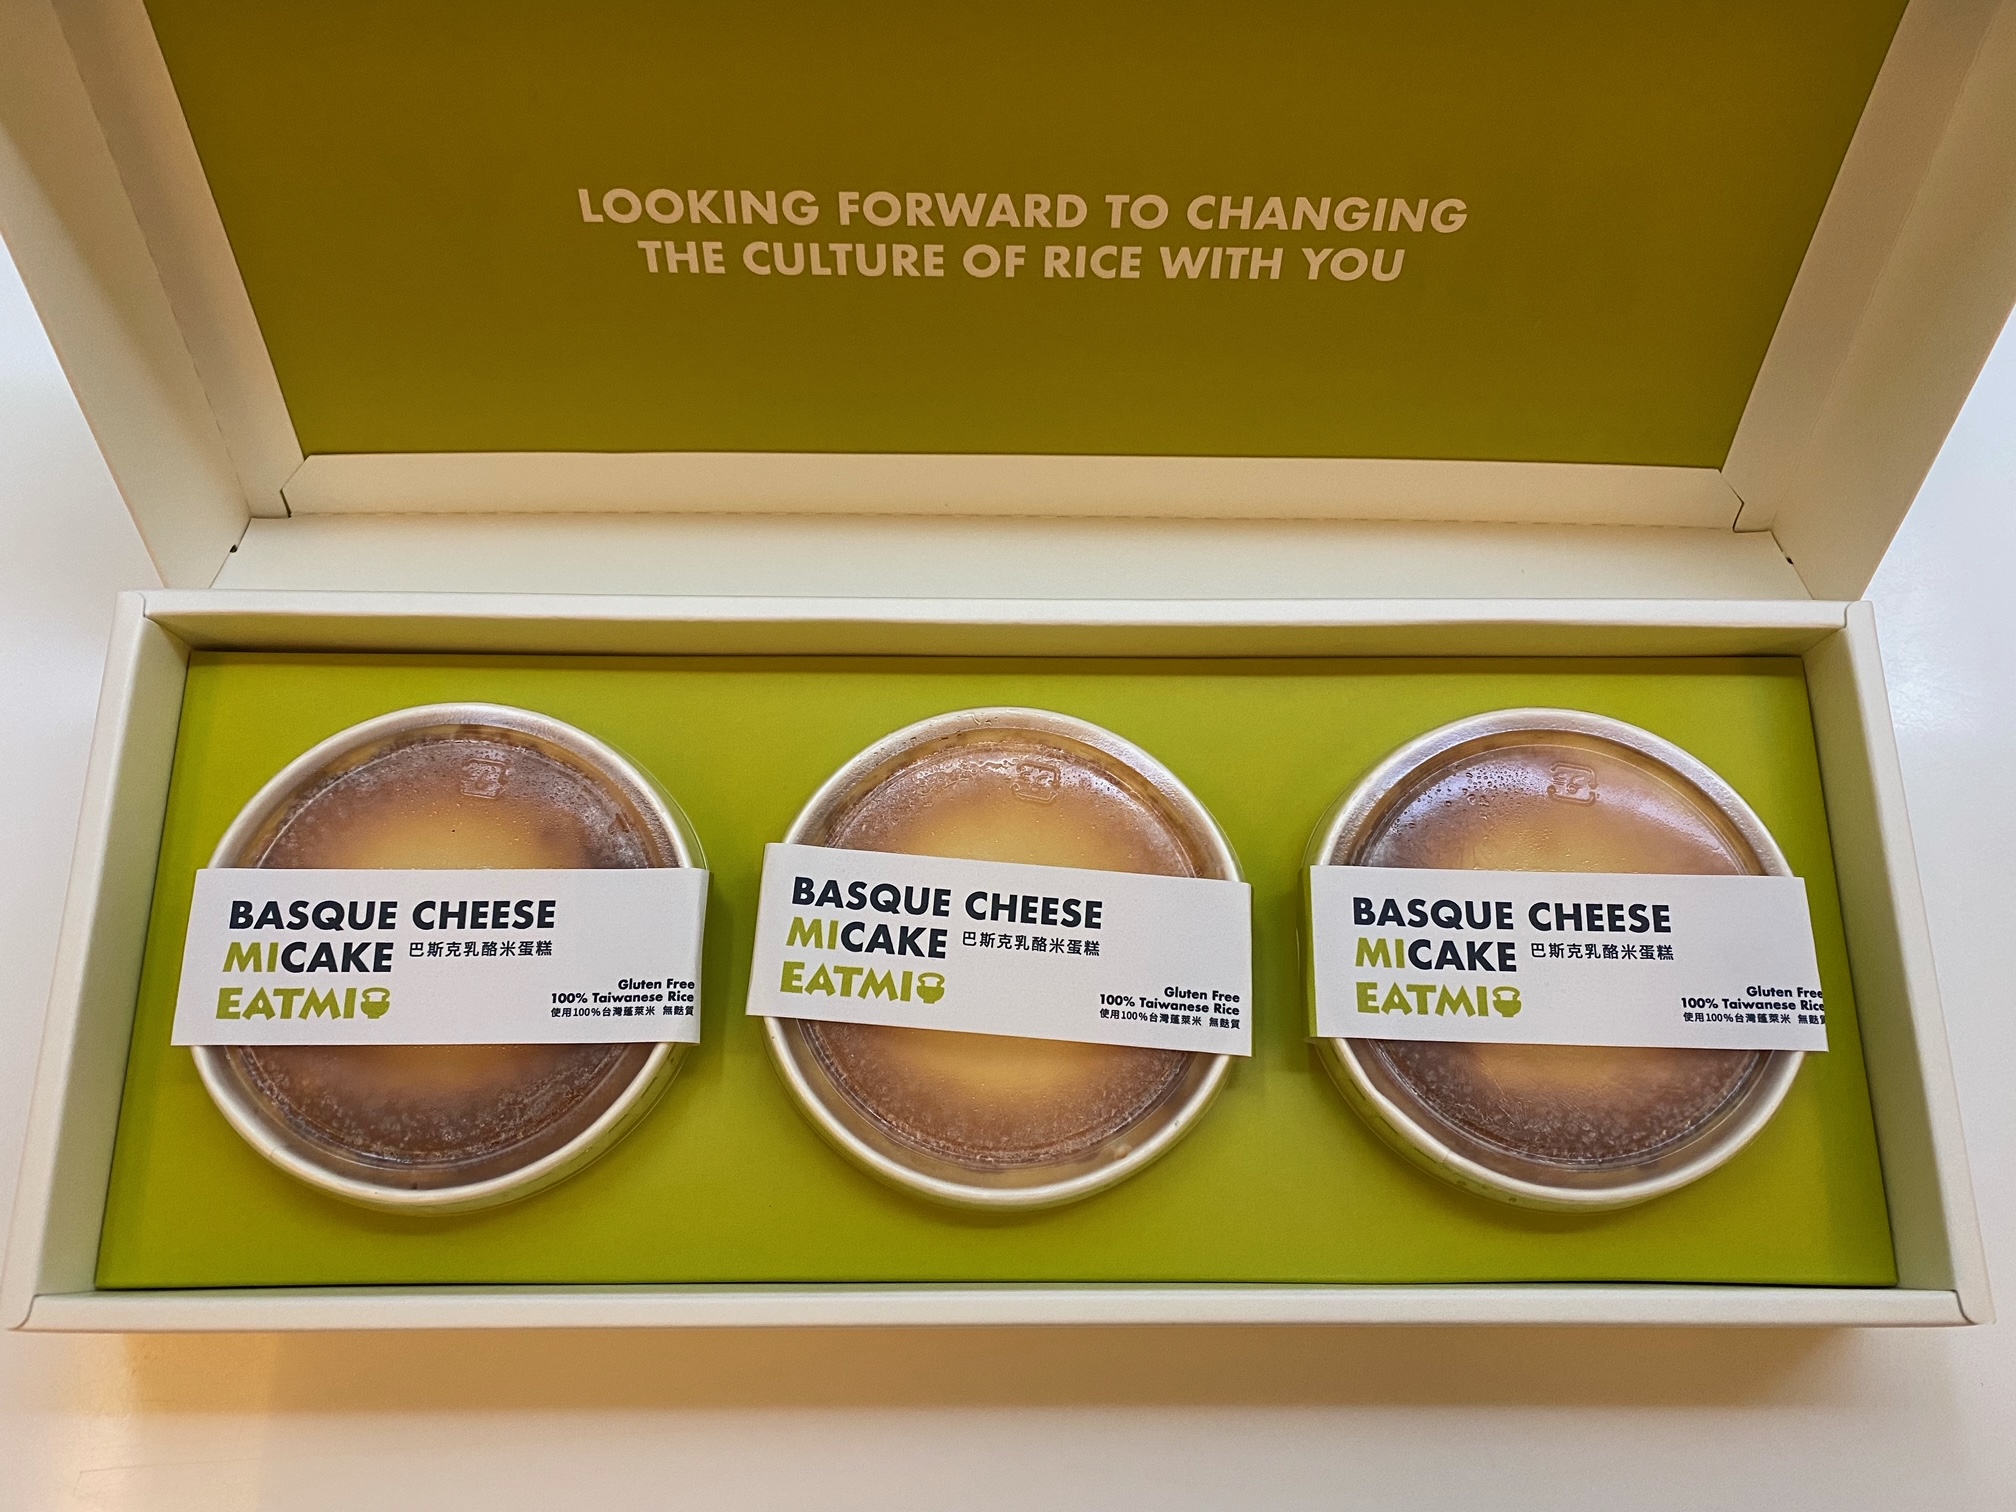 LOOKING FORWARD TO CHANGING
THE CULTURE OF RICE WITH YOU
BASQUE CHEESE
MICAKE 巴斯克乳酪米蛋糕
EATMI
Gluten Free
100% Taiwanese Rice
使用100%台灣蓬萊米 無麩質
BASQUE CHEESE
MICAKE 巴斯克乳酪米蛋糕
EATMI
Gluten Free
100% Taiwanese Rice
使用100%台灣蓬萊米 無麩質
BASQUE CHEESE
MICAKE 巴斯克乳酪米蛋糕
EATMI
Gluten Free
100% Taiwanese Rice
使用100%台灣蓬萊米 無麩質